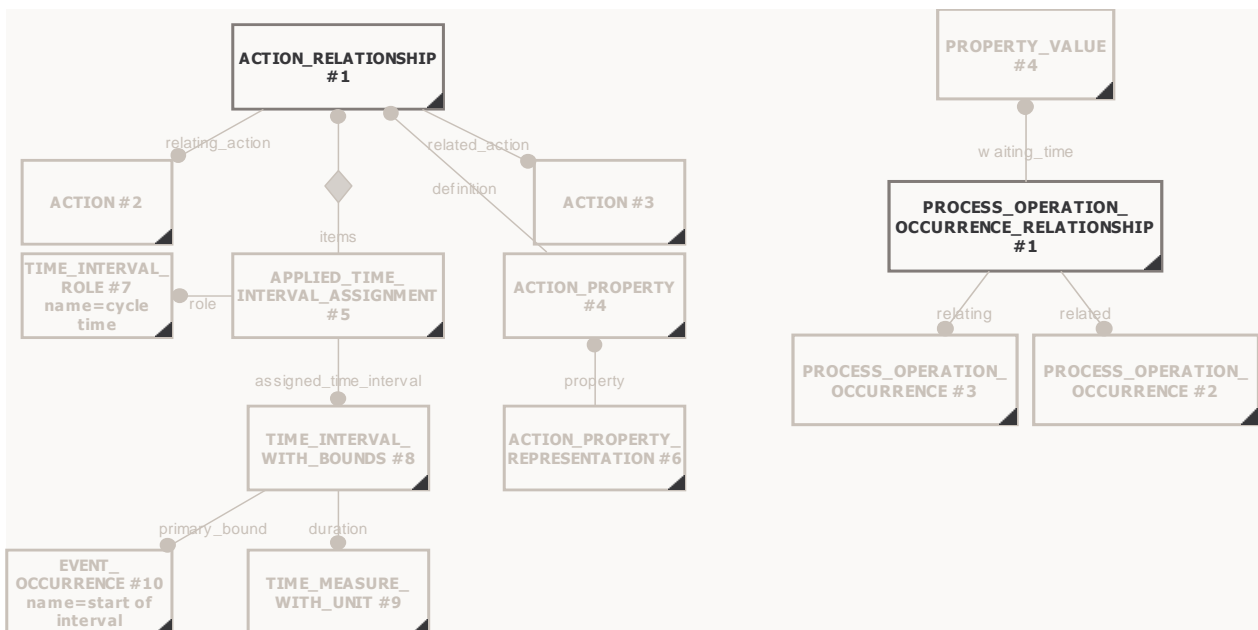 ACTION_RELATIONSHIP
#1
PROPERTY_VALUE
#4
relating_action
related_action
waiting_time
definition
ACTION #2
ACTION #3
PROCESS_OPERATION_
OCCURRENCE_RELATIONSHIP
#1
items
TIME_INTERVAL_
ROLE #7
name=cycle
time
role
APPLIED_TIME_
INTERVAL_ASSIGNMENT
#5
ACTION_PROPERTY
#4
relating
related
PROCESS_OPERATION_
OCCURRENCE #3
PROCESS_OPERATION_
OCCURRENCE #2
assigned_time_interval
property
TIME_INTERVAL_
WITH_BOUNDS #8
ACTION_PROPERTY_
REPRESENTATION #6
primary_bound
duration
EVENT_
OCCURRENCE #10
name=start of
interval
TIME_MEASURE_
WITH_UNIT #9